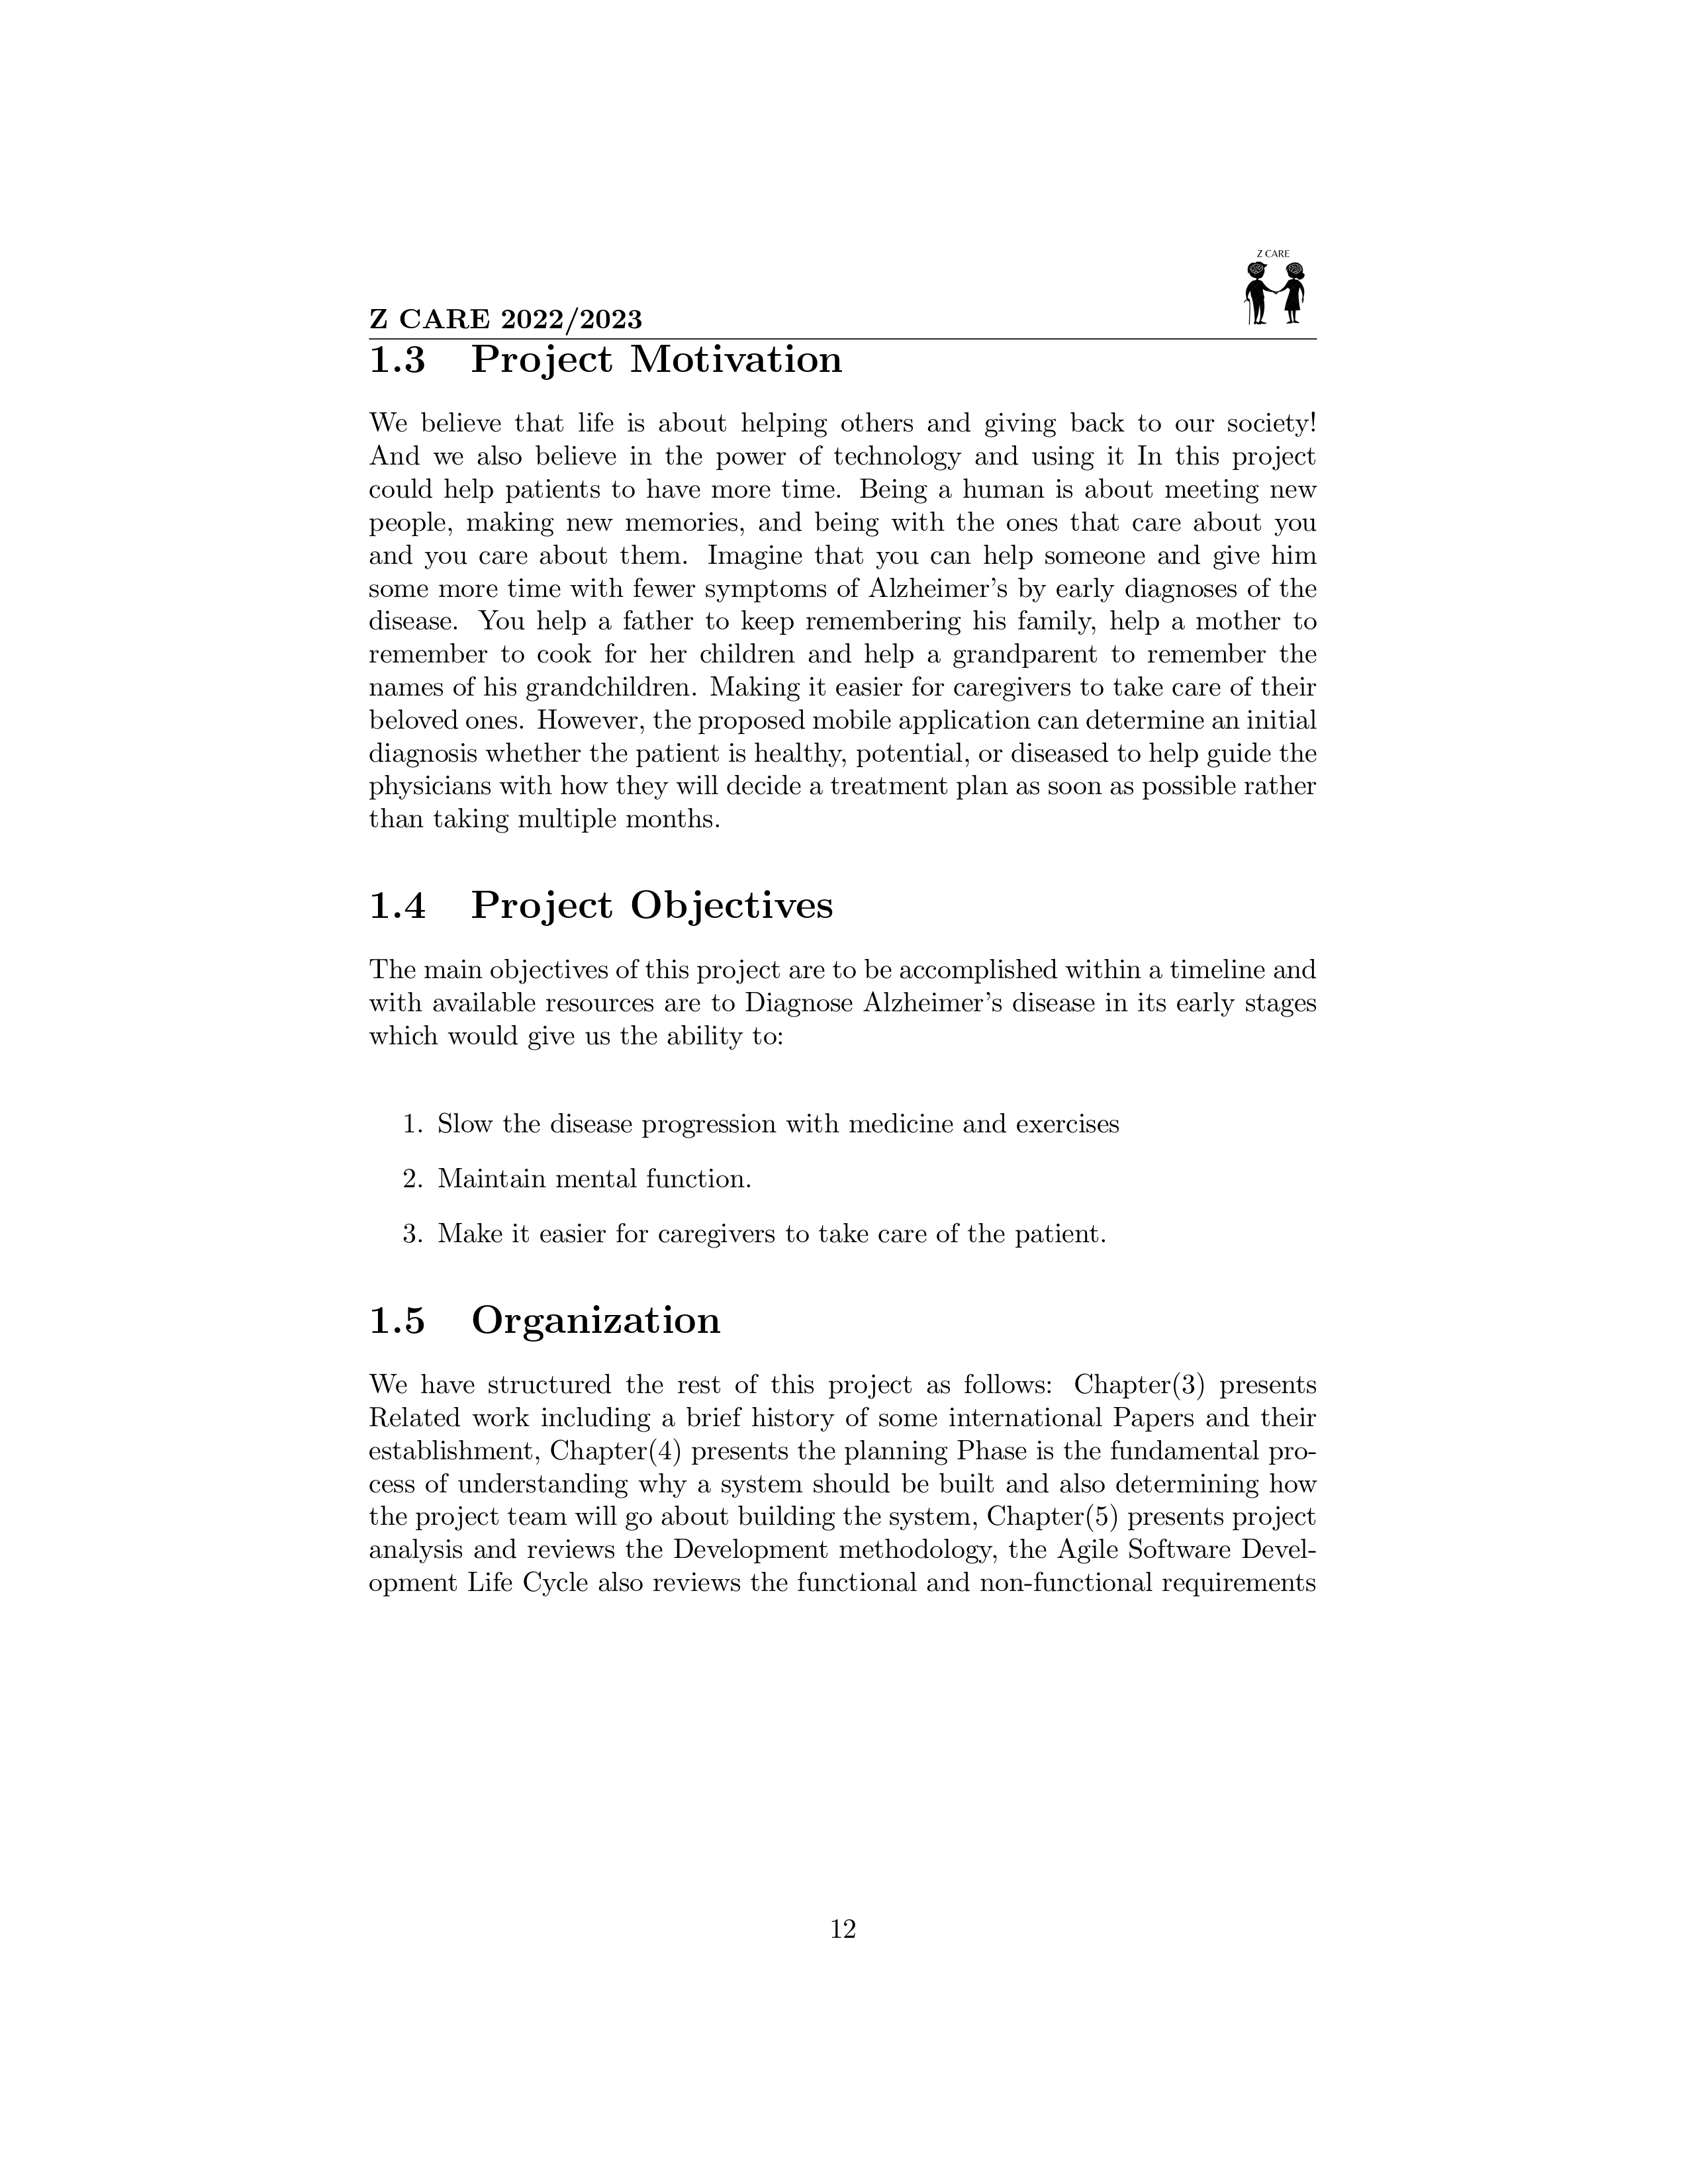 Z CARE
Z CARE 2022/2023
1.3 Project Motivation
We believe that life is about helping others and giving back to our society!
And we also believe in the power of technology and using it In this project
could help patients to have more time. Being a human is about meeting new
people, making new memories, and being with the ones that care about you
and you care about them. Imagine that you can help someone and give him
some more time with fewer symptoms of Alzheimer's by early diagnoses of the
disease. You help a father to keep remembering his family, help a mother to
remember to cook for her children and help a grandparent to remember the
names of his grandchildren. Making it easier for caregivers to take care of their
beloved ones. However, the proposed mobile application can determine an initial
diagnosis whether the patient is healthy, potential, or diseased to help guide the
physicians with how they will decide a treatment plan as soon as possible rather
than taking multiple months.
1.4 Project Objectives
The main objectives of this project are to be accomplished within a timeline and
with available resources are to Diagnose Alzheimer's disease in its early stages
which would give us the ability to:
1. Slow the disease progression with medicine and exercises
2. Maintain mental function.
3. Make it easier for caregivers to take care of the patient.
1.5 Organization
We have structured the rest of this project as follows: Chapter(3) presents
Related work including a brief history of some international Papers and their
establishment, Chapter(4) presents the planning Phase is the fundamental pro-
cess of understanding why a system should be built and also determining how
the project team will go about building the system, Chapter(5) presents project
analysis and reviews the Development methodology, the Agile Software Devel-
opment Life Cycle also reviews the functional and non-functional requirements
12